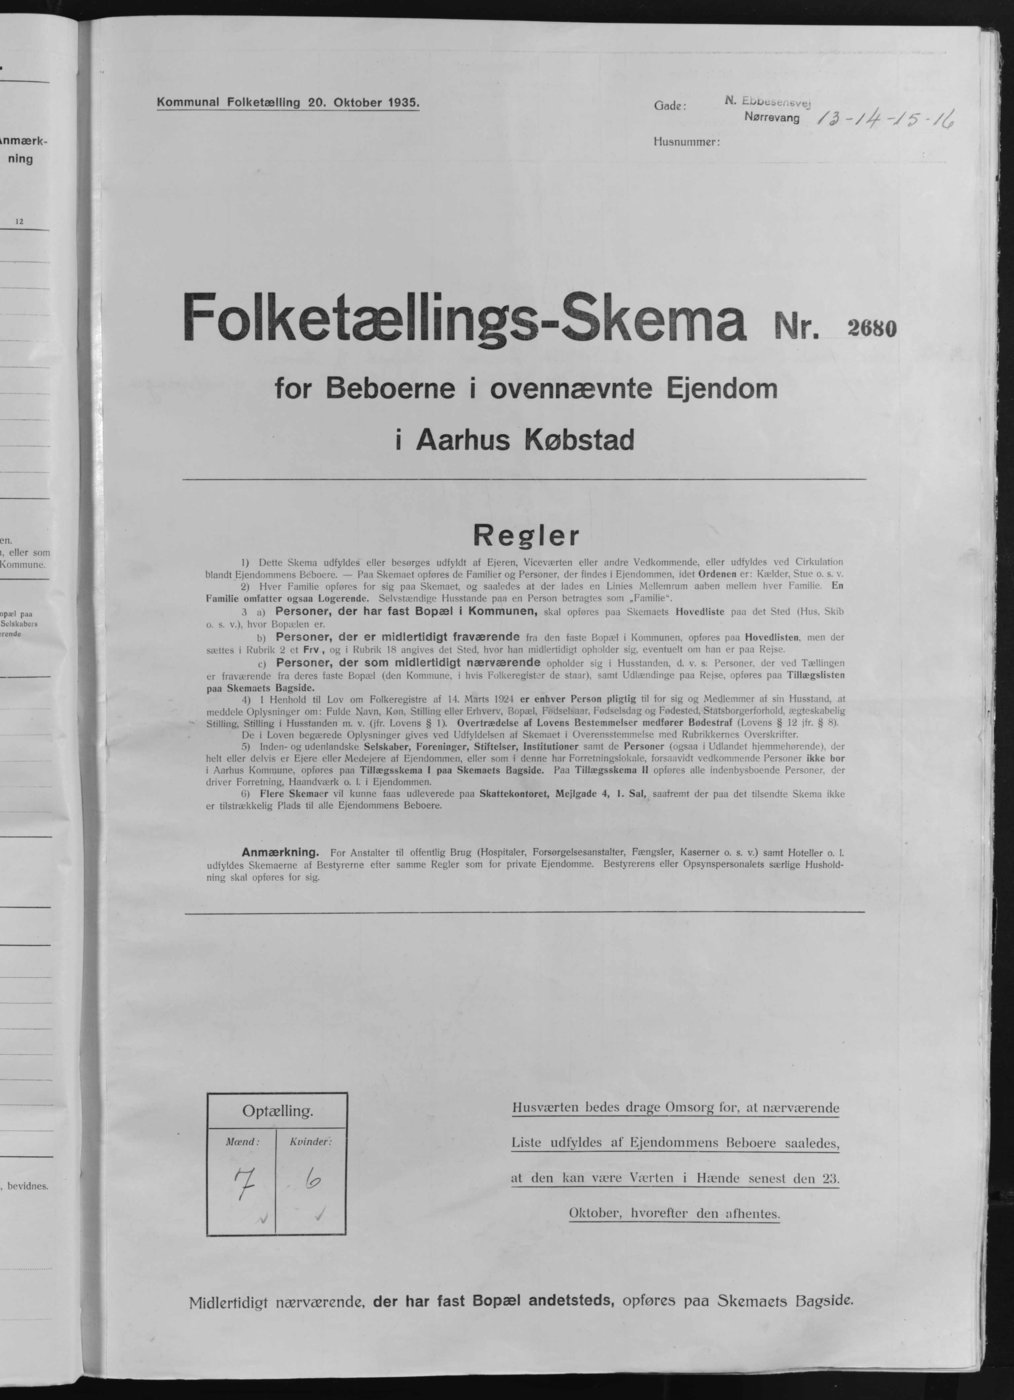 nmærk-
ning
12
en.
, eller som
Kommune.
opæl paa
Selskabers
rende
, bevidnes.
Kommunal Folketælling 20. Oktober 1935.
Gade: N. Ebbesensvej
Nørrevang 13-14-15-16
Husnummer:
Folketællings-Skema Nr. 2680
for Beboerne i ovennævnte Ejendom
i Aarhus Købstad
Regler
1) Dette Skema udfyldes eller besørges udfyldt af Ejeren, Viceværten eller andre Vedkommende, eller udfyldes ved Cirkulation
blandt Ejendommens Beboere. — Paa Skemaet opføres de Familier og Personer, der findes i Ejendommen, idet Ordenen er: Kælder, Stue o. s. v.
2) Hver Familie opføres for sig paa Skemaet, og saaledes at der lades en Linies Mellemrum aaben mellem hver Familie. En
Familie omfatter ogsaa Logerende. Selvstændige Husstande paa en Person betragtes som „Familie“.
3 a) Personer, der har fast Bopæl i Kommunen, skal opføres paa Skemaets Hovedliste paa det Sted (Hus, Skib
o. s. v.), hvor Bopælen er.
b) Personer, der er midlertidigt fraværende fra den faste Bopæl i Kommunen, opføres paa Hovedlisten, men der
sættes i Rubrik 2 et Frv., og i Rubrik 18 angives det Sted, hvor han midlertidigt opholder sig, eventuelt om han er paa Rejse.
c) Personer, der som midlertidigt nærværende opholder sig i Husstanden, d. v. s. Personer, der ved Tællingen
er fraværende fra deres faste Bopæl (den Kommune, i hvis Folkeregister de staar), samt Udlændinge paa Rejse, opføres paa Tillægslisten
paa Skemaets Bagside.
4) I Henhold til Lov om Folkeregistre af 14. Marts 1924 er enhver Person pligtig til for sig og Medlemmer af sin Husstand, at
meddele Oplysninger om: Fulde Navn, Køn, Stilling eller Erhverv, Bopæl, Fødselsaar, Fødselsdag og Fødested, Statsborgerforhold, ægteskabelig
Stilling, Stilling i Husstanden m. v. (jfr. Lovens § 1). Overtrædelse af Lovens Bestemmelser medfører Bødestraf (Lovens § 12 jfr. § 8).
De i Loven begærede Oplysninger gives ved Udfyldelsen af Skemaet i Overensstemmelse med Rubrikkernes Overskrifter.
5) Inden- og udenlandske Selskaber, Foreninger, Stiftelser, Institutioner samt de Personer (ogsaa i Udlandet hjemmehørende), der
helt eller delvis er Ejere eller Medejere af Ejendommen, eller som i denne har Forretningslokale, forsaavidt vedkommende Personer ikke bor
i Aarhus Kommune, opføres paa Tillægsskema I paa Skemaets Bagside. Paa Tillægsskema II opføres alle indenbysboende Personer, der
driver Forretning, Haandværk o. l. i Ejendommen.
6) Flere Skemaer vil kunne faas udleverede paa Skattekontoret, Mejlgade 4, 1. Sal, saafremt der paa det tilsendte Skema ikke
er tilstrækkelig Plads til alle Ejendommens Beboere.
Anmærkning. For Anstalter til offentlig Brug (Hospitaler, Forsørgelsesanstalter, Fængsler, Kaserner o. s. v.) samt Hoteller o. l.
udfyldes Skemaerne af Bestyrerne efter samme Regler som for private Ejendomme. Bestyrerens eller Opsynspersonalets særlige Hushold-
ning skal opføres for sig.
Optælling.
Mænd: Kvinder:
7 6
Husværten bedes drage Omsorg for, at nærværende
Liste udfyldes af Ejendommens Beboere saaledes,
at den kan være Værten i Hænde senest den 23.
Oktober, hvorefter den afhentes.
Midlertidigt nærværende, der har fast Bopæl andetsteds, opføres paa Skemaets Bagside.